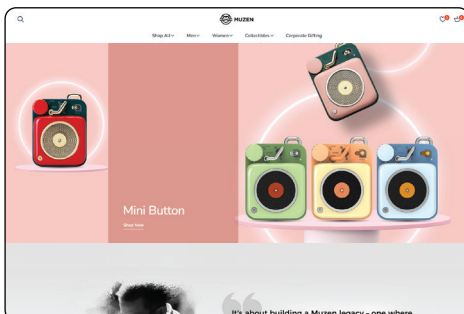 MUZEN
Shop All Men Women Collectibles Corporate Gifting
Mini Button
Shop Now
It's about building a Muzen legacy - one where